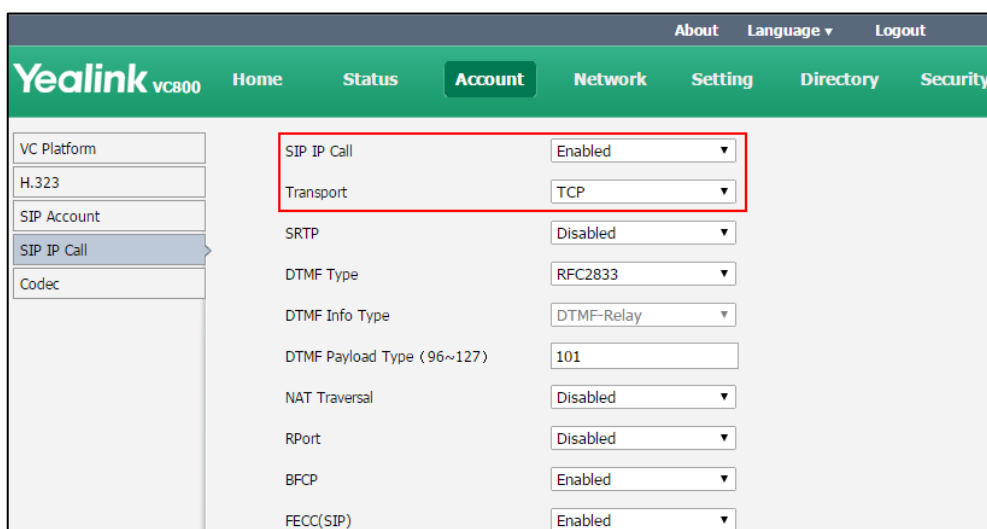 About Language ▾ Logout
Yealink VC800 Home Status Account Network Setting Directory Security
VC Platform
H.323
SIP Account
SIP IP Call
Codec
SIP IP Call Enabled
Transport TCP
SRTP Disabled
DTMF Type RFC2833
DTMF Info Type DTMF-Relay
DTMF Payload Type (96~127) 101
NAT Traversal Disabled
RPort Disabled
BFCP Enabled
FECC(SIP) Enabled